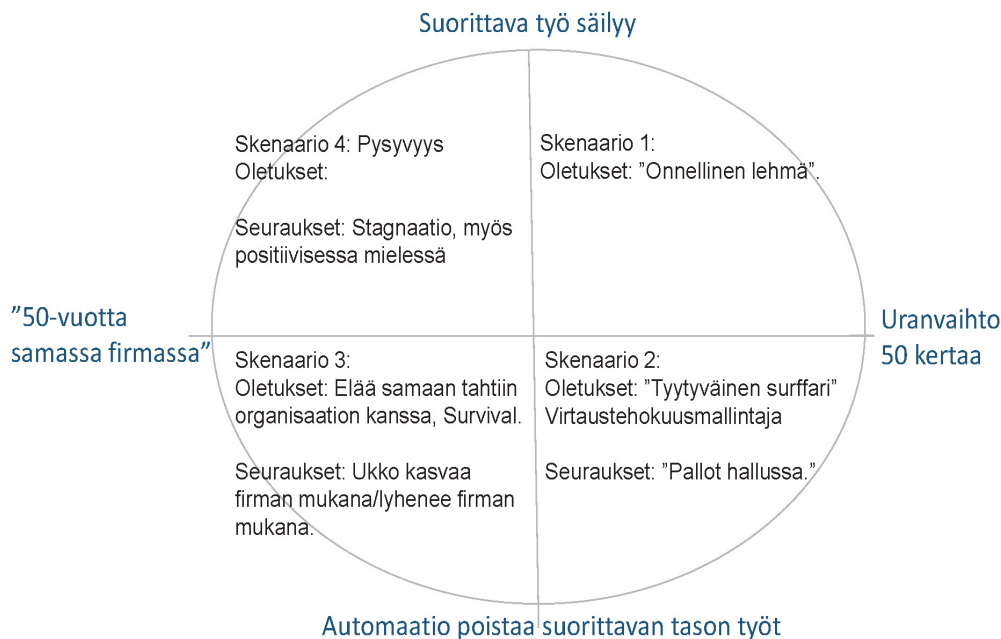 Suorittava työ säilyy
Skenaario 4: Pysyvyys
Oletukset:
Seuraukset: Stagnaatio, myös
positiivisessa mielessä
Skenaario 1:
Oletukset: ”Onnellinen lehmä”.
”50-vuotta
samassa firmassa”
Uranvaihto
50 kertaa
Skenaario 3:
Oletukset: Elää samaan tahtiin
organisaation kanssa, Survival.
Seuraukset: Ukko kasvaa
firman mukana/lyhenee firman
mukana.
Skenaario 2:
Oletukset: ”Tyytyväinen surffari”
Virtaustehokuusmallintaja
Seuraukset: ”Pallot hallussa.”
Automaatio poistaa suorittavan tason työt